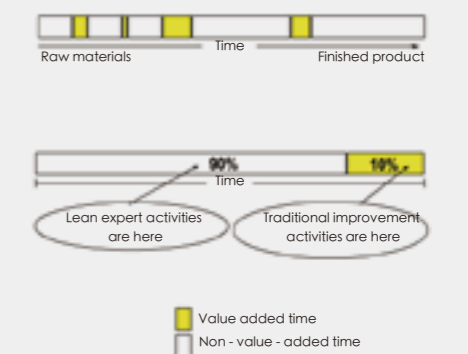 Time
Raw materials
Finished product
90%
10%
Time
Lean expert activities
are here
Traditional improvement
activities are here
Value added time
Non - value - added time